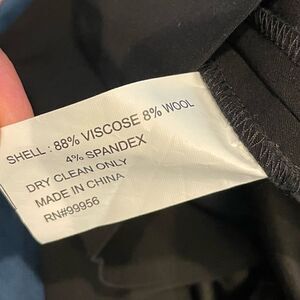 SHELL : 88% VISCOSE 8% WOOL
4% SPANDEX
DRY CLEAN ONLY
MADE IN CHINA
RN#99956